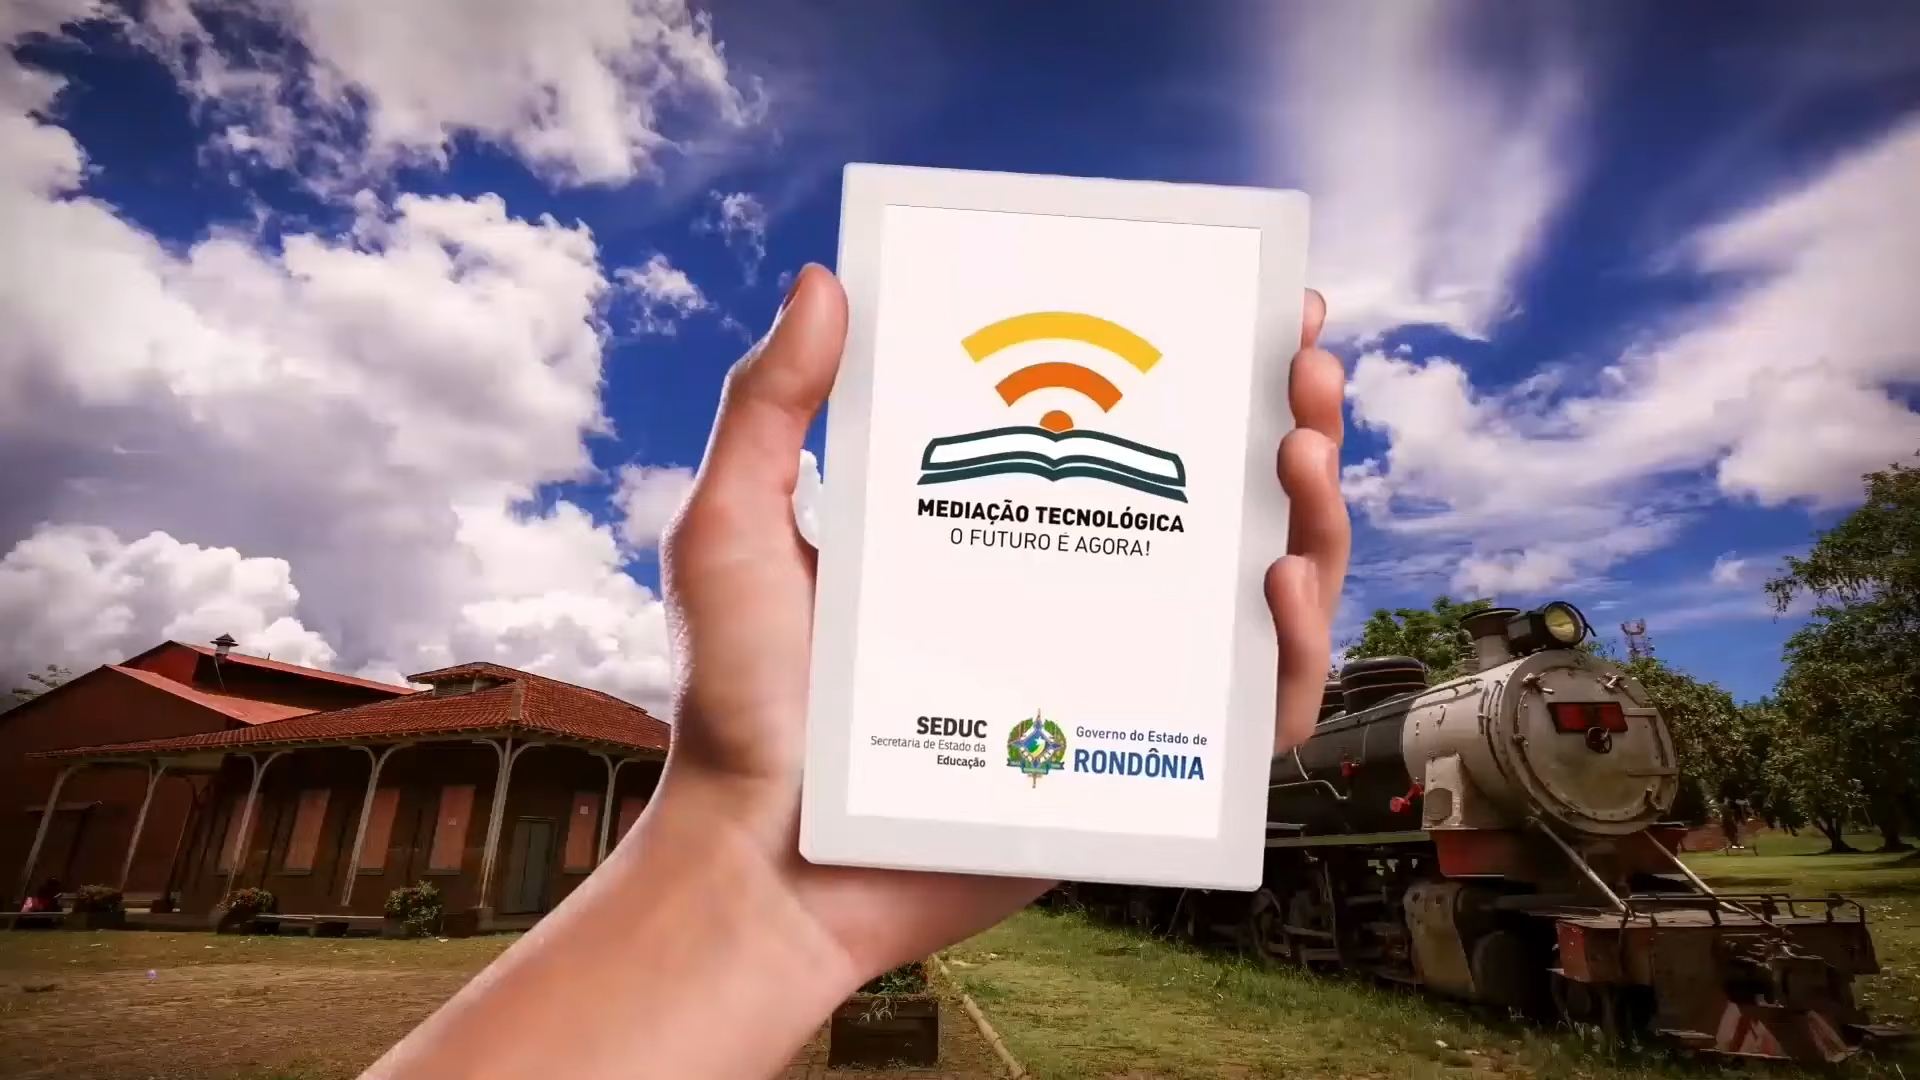 MEDIAÇÃO TECNOLÓGICA
O FUTURO É AGORA!
SEDUC
Secretaria de Estado da
Educação
Governo do Estado de
RONDÔNIA